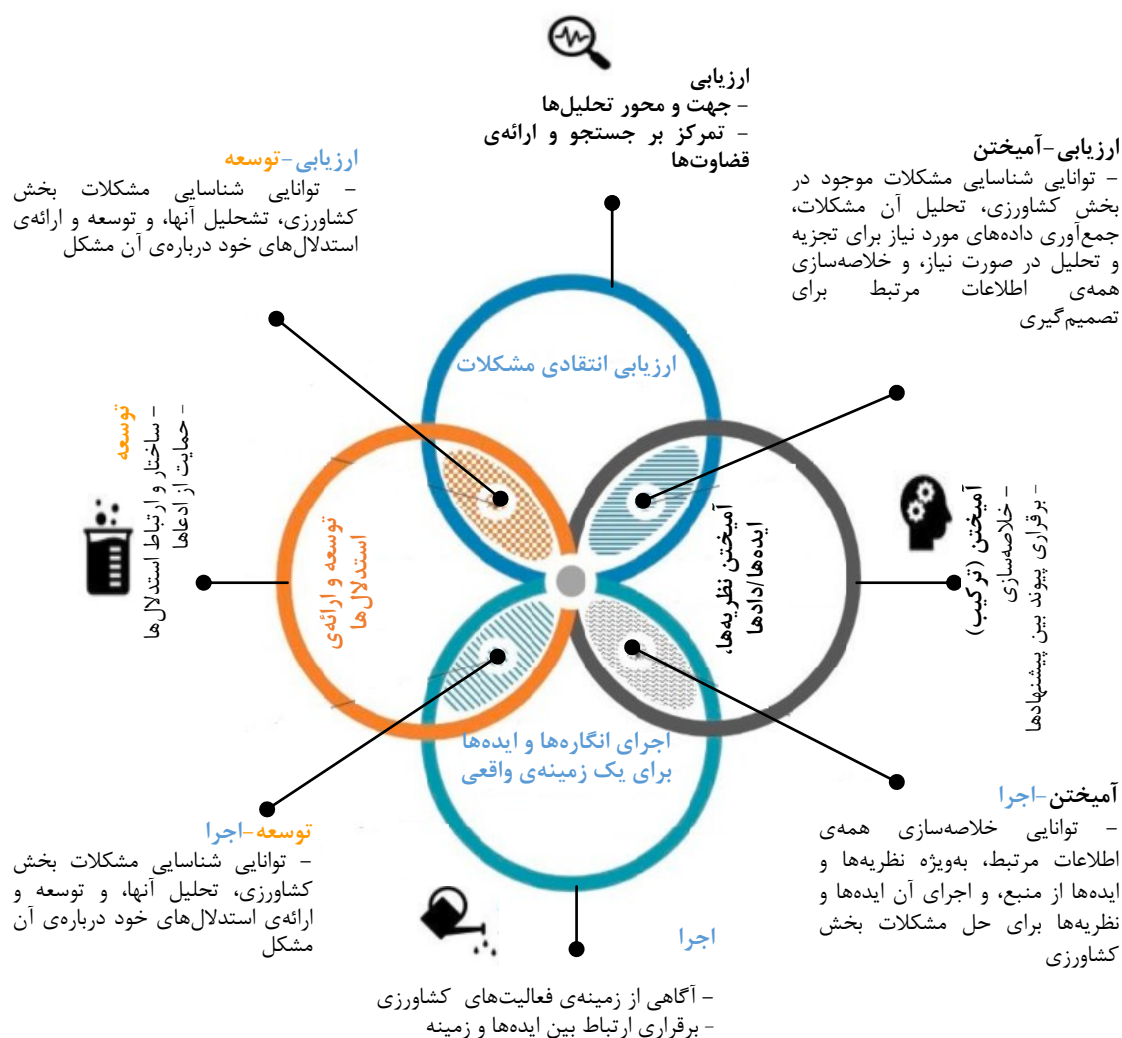 ارزیابی
- جهت و محور تحلیل‌ها
- تمرکز بر جستجو و ارائه‌ی
قضاوت‌ها
ارزیابی-آمیختن
- توانایی شناسایی مشکلات موجود در
بخش کشاورزی، تحلیل آن مشکلات،
جمع‌آوری داده‌های مورد نیاز برای تجزیه
و تحلیل در صورت نیاز، و خلاصه‌سازی
همه‌ی اطلاعات مرتبط برای
تصمیم‌گیری
ارزیابی-توسعه
- توانایی شناسایی مشکلات بخش
کشاورزی، تشحلیل آنها، و توسعه و ارائه‌ی
استدلال‌های خود درباره‌ی آن مشکل
ارزیابی انتقادی مشکلات
آمیختن (ترکیب)
- خلاصه‌سازی
- برقراری پیوند بین پیشنهادها
آمیختن نظریه‌ها،
ایده‌ها/دادها
توسعه و ارائه‌ی
استدلال‌ها
توسعه
- ساختار و ارتباط استدلال‌ها
- حمایت از ادعاها
اجرای انگاره‌ها و ایده‌ها
برای یک زمینه‌ی واقعی
آمیختن-اجرا
- توانایی خلاصه‌سازی همه‌ی
اطلاعات مرتبط، به‌ویژه نظریه‌ها و
ایده‌ها از منبع، و اجرای آن ایده‌ها و
نظریه‌ها برای حل مشکلات بخش
کشاورزی
توسعه-اجرا
- توانایی شناسایی مشکلات بخش
کشاورزی، تحلیل آنها، و توسعه و
ارائه‌ی استدلال‌های خود درباره‌ی آن
مشکل
اجرا
- آگاهی از زمینه‌ی فعالیت‌های کشاورزی
- برقراری ارتباط بین ایده‌ها و زمینه